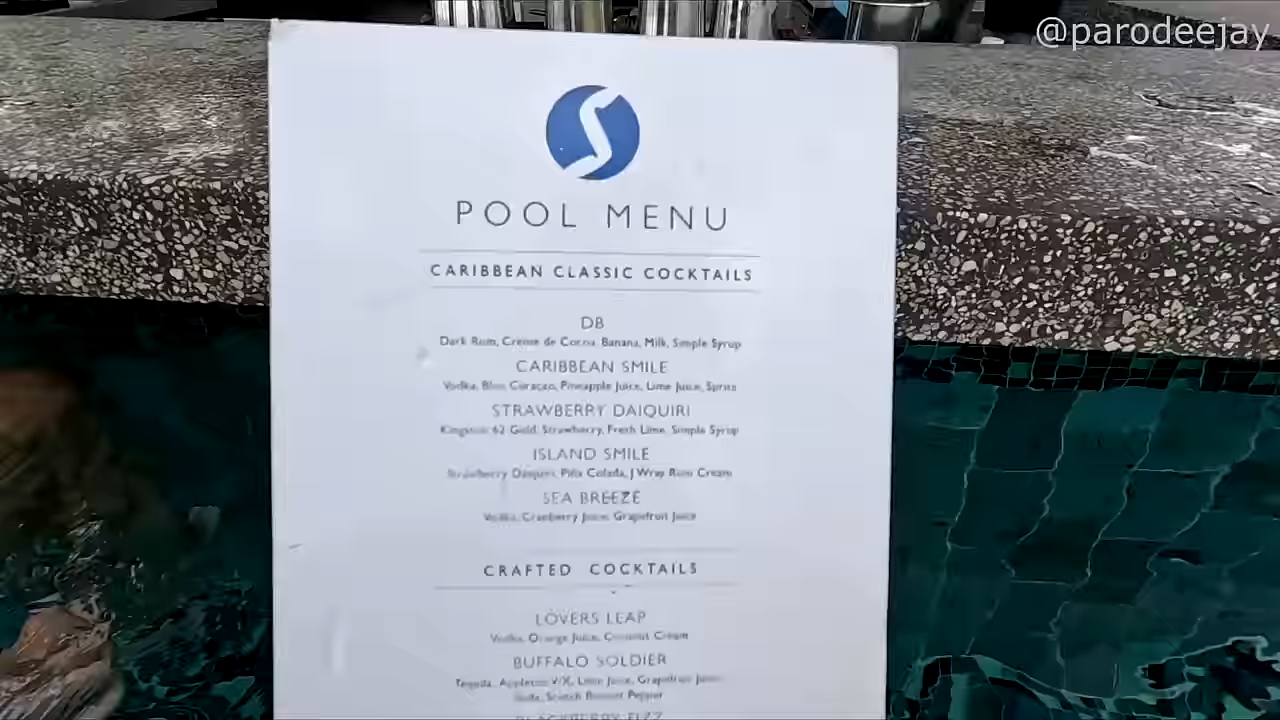 @parodeejay
S
POOL MENU
CARIBBEAN CLASSIC COCKTAILS
DB
Dark Rum, Creme de Cocoa, Banana, Milk, Simple Syrup
CARIBBEAN SMILE
Vodka, Blue Curaçao, Pineapple Juice, Lime Juice, Sprite
STRAWBERRY DAIQUIRI
Kingston 62 Gold, Strawberry, Fresh Lime, Simple Syrup
ISLAND SMILE
Strawberry Daiquiri, Piña Colada, J Wray Rum Cream
SEA BREEZE
Vodka, Cranberry Juice, Grapefruit Juice
CRAFTED COCKTAILS
LOVERS LEAP
Vodka, Orange Juice, Coconut Cream
BUFFALO SOLDIER
Tequila, Appleton V/X, Lime Juice, Grapefruit Juice
Soda, Scotch Bonnet Pepper
BLACKBERRY FIZZ